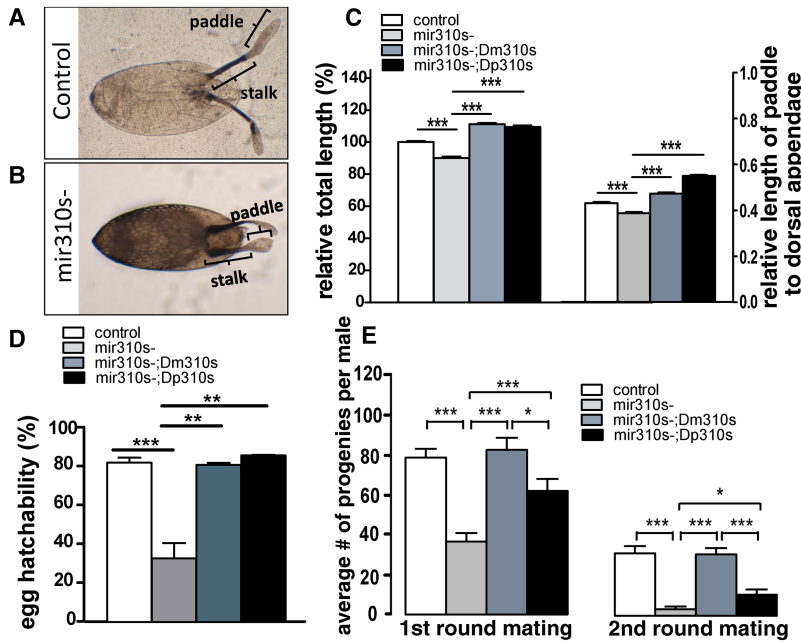 A
Control
paddle
stalk
B
mir310s-
paddle
stalk
C
control
mir310s-
mir310s-;Dm310s
mir310s-;Dp310s
relative total length (%)
140
120
100
80
60
40
20
0
***
***
***
***
***
***
1.0
0.8
0.6
0.4
0.2
0.0
relative length of paddle
to dorsal appendage
D
control
mir310s-
mir310s-;Dm310s
mir310s-;Dp310s
egg hatchability (%)
100
80
60
40
20
0
**
**
***
E
control
mir310s-
mir310s-;Dm310s
mir310s-;Dp310s
average # of progenies per male
120
100
80
60
40
20
0
***
*** *** *
*
*** *** ***
1st round mating
2nd round mating